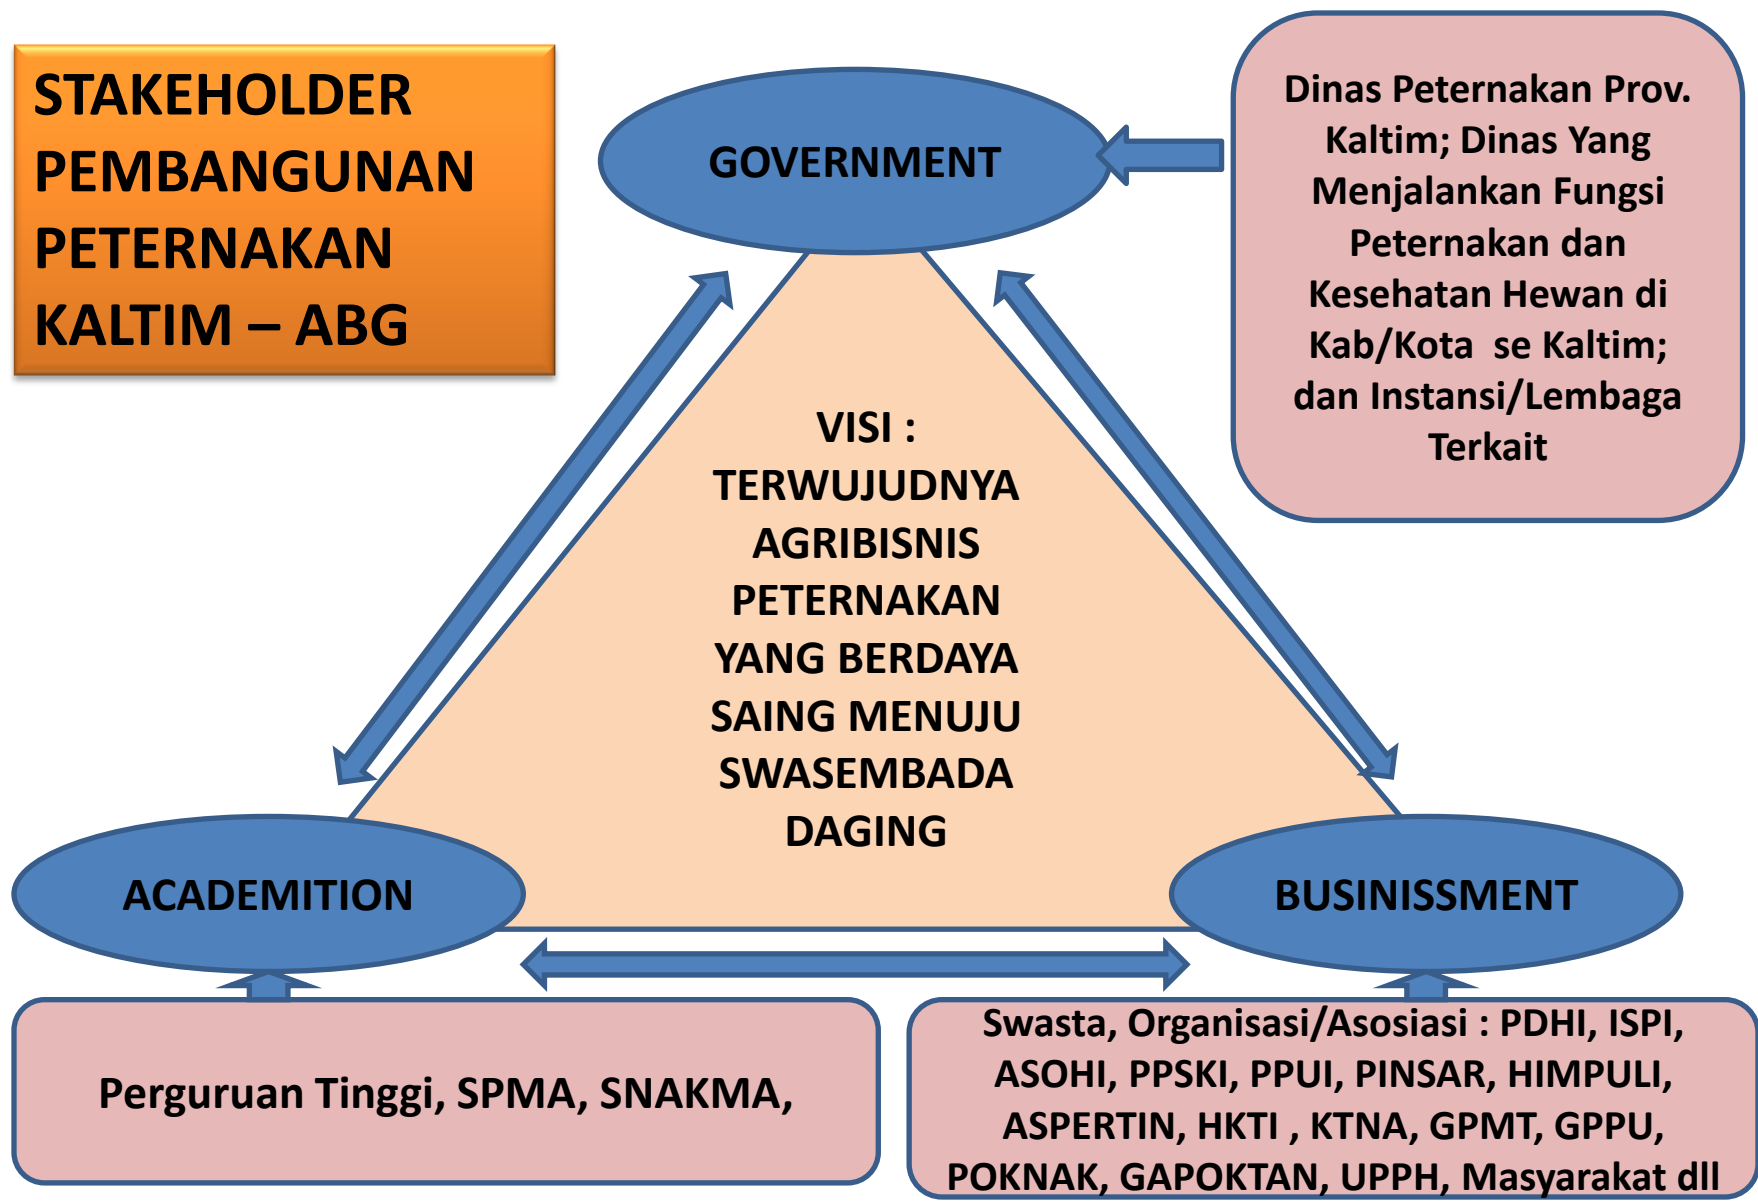 STAKEHOLDER
PEMBANGUNAN
PETERNAKAN
KALTIM – ABG
GOVERNMENT
Dinas Peternakan Prov.
Kaltim; Dinas Yang
Menjalankan Fungsi
Peternakan dan
Kesehatan Hewan di
Kab/Kota se Kaltim;
dan Instansi/Lembaga
Terkait
VISI :
TERWUJUDNYA
AGRIBISNIS
PETERNAKAN
YANG BERDAYA
SAING MENUJU
SWASEMBADA
DAGING
ACADEMITION
BUSINISSMENT
Perguruan Tinggi, SPMA, SNAKMA,
Swasta, Organisasi/Asosiasi : PDHI, ISPI,
ASOHI, PPSKI, PPUI, PINSAR, HIMPULI,
ASPERTIN, HKTI , KTNA, GPMT, GPPU,
POKNAK, GAPOKTAN, UPPH, Masyarakat dll